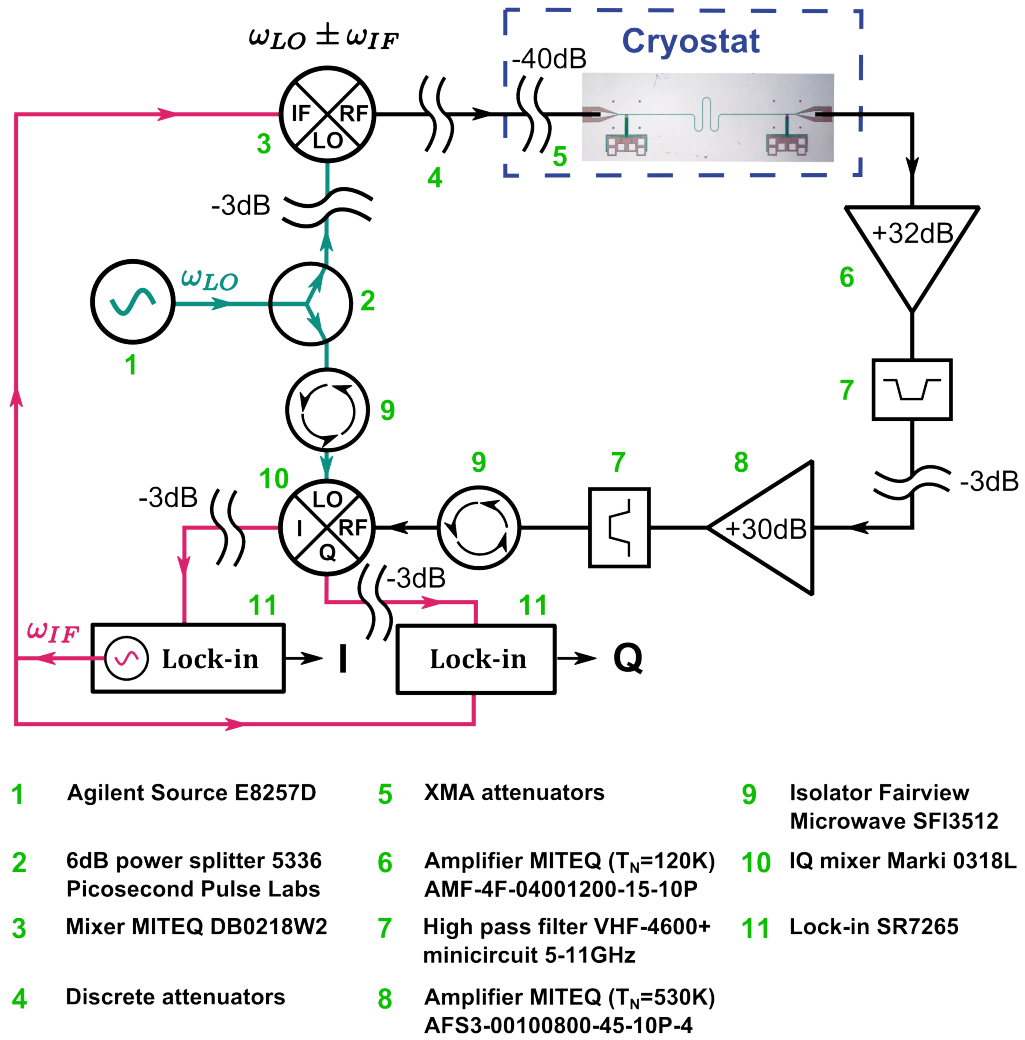 ω_LO ± ω_IF
Cryostat
-40dB
IF
RF
LO
3
4
5
-3dB
+32dB
6
ω_LO
2
1
7
9
10
9
7
8
-3dB
-3dB
LO
I
RF
Q
+30dB
-3dB
11
11
ω_IF
Lock-in
I
Lock-in
Q
1 Agilent Source E8257D
2 6dB power splitter 5336
Picosecond Pulse Labs
3 Mixer MITEQ DB0218W2
4 Discrete attenuators
5 XMA attenuators
6 Amplifier MITEQ (T_N=120K)
AMF-4F-04001200-15-10P
7 High pass filter VHF-4600+
minicircuit 5-11GHz
8 Amplifier MITEQ (T_N=530K)
AFS3-00100800-45-10P-4
9 Isolator Fairview
Microwave SFI3512
10 IQ mixer Marki 0318L
11 Lock-in SR7265